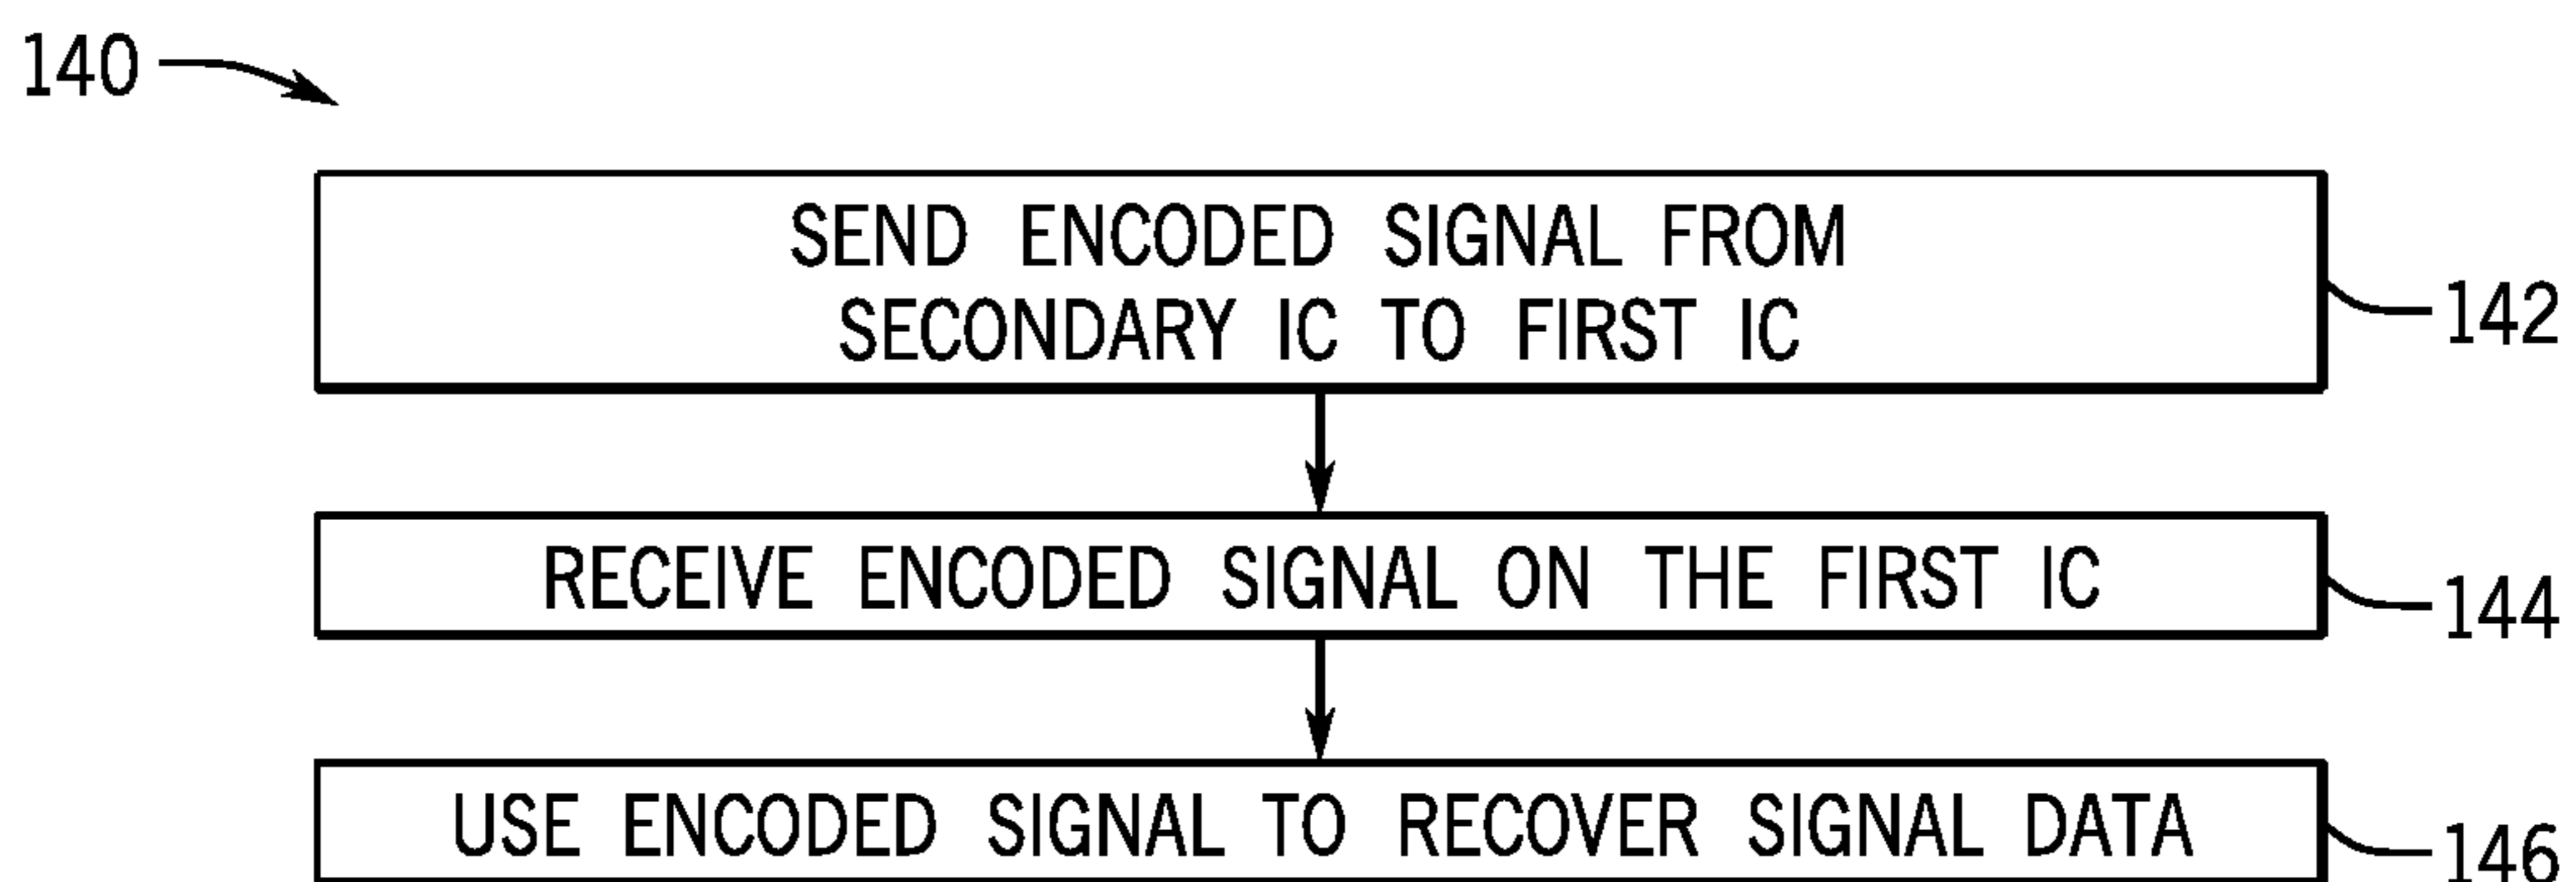 140
SEND ENCODED SIGNAL FROM
SECONDARY IC TO FIRST IC
142
RECEIVE ENCODED SIGNAL ON THE FIRST IC
144
USE ENCODED SIGNAL TO RECOVER SIGNAL DATA
146